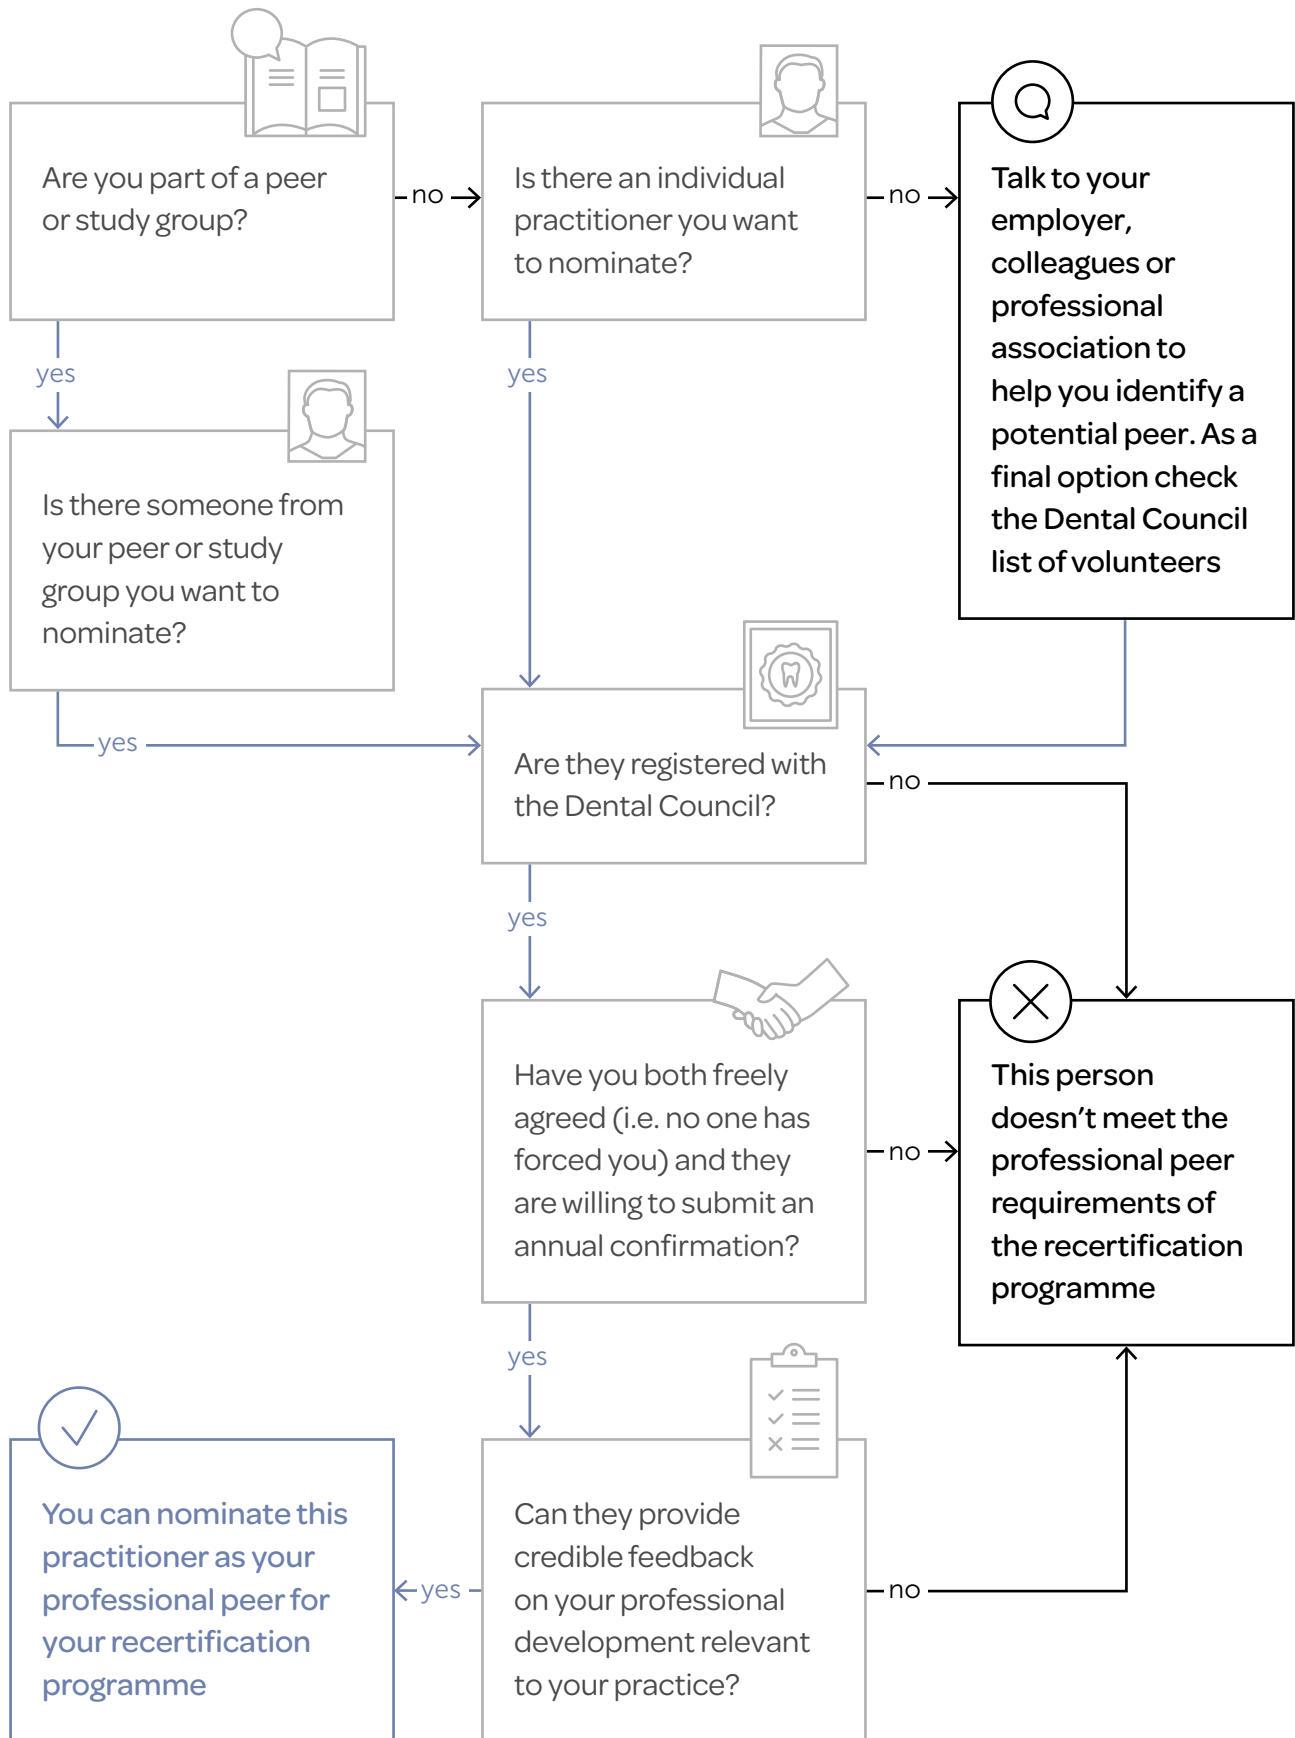 Are you part of a peer
or study group?
no
Is there an individual
practitioner you want
to nominate?
no
Talk to your
employer,
colleagues or
professional
association to
help you identify a
potential peer. As a
final option check
the Dental Council
list of volunteers
yes
yes
Is there someone from
your peer or study
group you want to
nominate?
yes
Are they registered with
the Dental Council?
no
yes
Have you both freely
agreed (i.e. no one has
forced you) and they
are willing to submit an
annual confirmation?
no
This person
doesn’t meet the
professional peer
requirements of
the recertification
programme
yes
Can they provide
credible feedback
on your professional
development relevant
to your practice?
no
yes
You can nominate this
practitioner as your
professional peer for
your recertification
programme